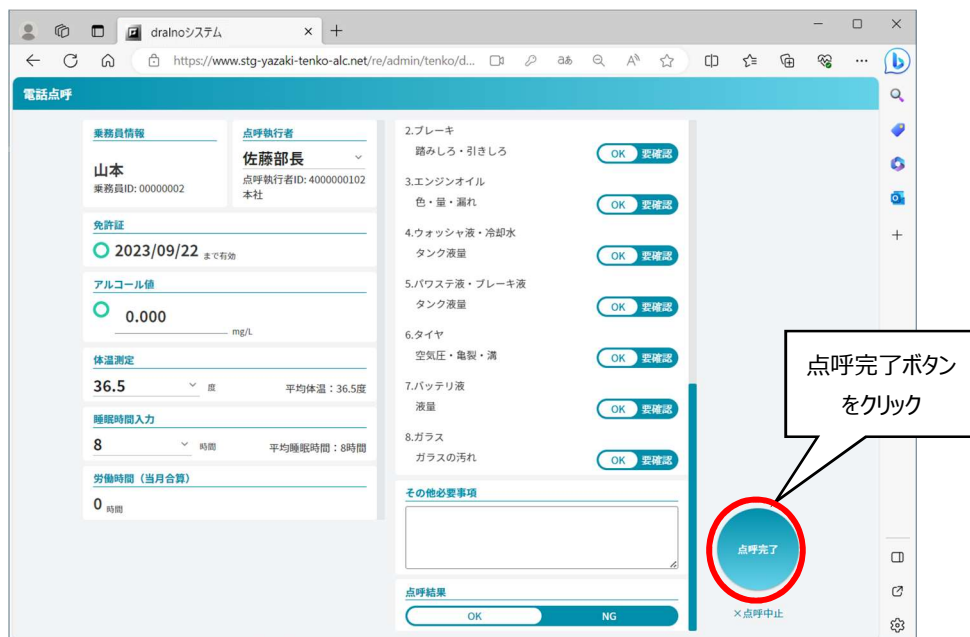 dralnoシステム
https://www.stg-yazaki-tenko-alc.net/re/admin/tenko/d...
電話点呼
乗務員情報
山本
乗務員ID: 00000002
点呼執行者
佐藤部長
点呼執行者ID: 4000000102
本社
免許証
2023/09/22 まで有効
アルコール値
0.000 mg/L
体温測定
36.5 度 平均体温：36.5度
睡眠時間入力
8 時間 平均睡眠時間：8時間
労働時間（当月合算）
0 時間
2.ブレーキ
踏みしろ・引きしろ OK 要確認
3.エンジンオイル
色・量・漏れ OK 要確認
4.ウォッシャ液・冷却水
タンク液量 OK 要確認
5.パワステ液・ブレーキ液
タンク液量 OK 要確認
6.タイヤ
空気圧・亀裂・溝 OK 要確認
7.バッテリ液
液量 OK 要確認
8.ガラス
ガラスの汚れ OK 要確認
その他必要事項
点呼結果
OK NG
点呼完了ボタン
をクリック
点呼完了
×点呼中止